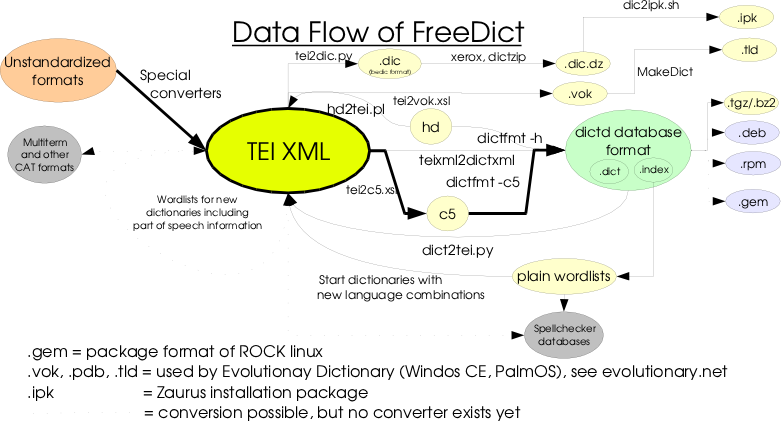 Data Flow of FreeDict
dic2ipk.sh
.ipk
Unstandardized
formats
Special
converters
tei2dic.py
.dic
(bedic format)
xerox, dictzip
.dic.dz
.tld
MakeDict
.vok
tei2vok.xsl
hd2tei.pl
hd
.tgz/.bz2
.deb
.rpm
.gem
dictd database
format
.dict
.index
TEI XML
dictfmt -h
teixml2dictxml
dictfmt -c5
tei2c5.xsl
c5
Multiterm
and other
CAT formats
Wordlists for new
dictionaries including
part of speech information
dict2tei.py
plain wordlists
Start dictionaries with
new language combinations
Spellchecker
databases
.gem = package format of ROCK linux
.vok, .pdb, .tld = used by Evolutionay Dictionary (Windos CE, PalmOS), see evolutionary.net
.ipk = Zaurus installation package
= conversion possible, but no converter exists yet